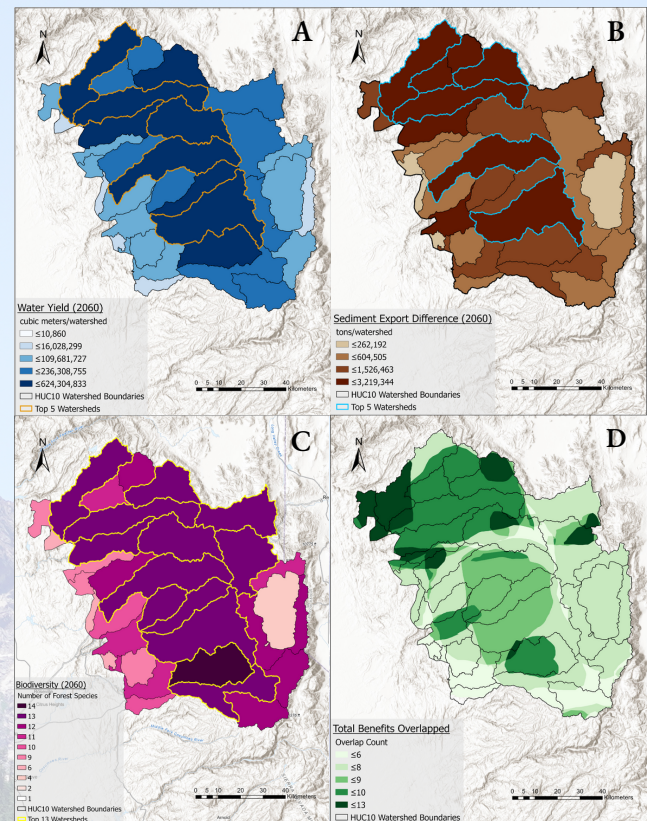 N
A
Water Yield (2060)
cubic meters/watershed
≤10,860
≤16,028,299
≤109,681,727
≤236,308,755
≤624,304,833
HUC10 Watershed Boundaries
Top 5 Watersheds
0 5 10 20 30 40
Kilometers
N
B
Sediment Export Difference (2060)
tons/watershed
≤262,192
≤604,505
≤1,526,463
≤3,219,344
HUC10 Watershed Boundaries
Top 5 Watersheds
0 5 10 20 30 40
Kilometers
N
C
Biodiversity (2060)
Number of Forest Species
14
13
12
11
10
9
6
4
2
1
HUC10 Watershed Boundaries
Top 13 Watersheds
0 5 10 20 30 40
Kilometers
N
D
Total Benefits Overlapped
Overlap Count
≤6
≤8
≤9
≤10
≤13
HUC10 Watershed Boundaries
0 5 10 20 30 40
Kilometers